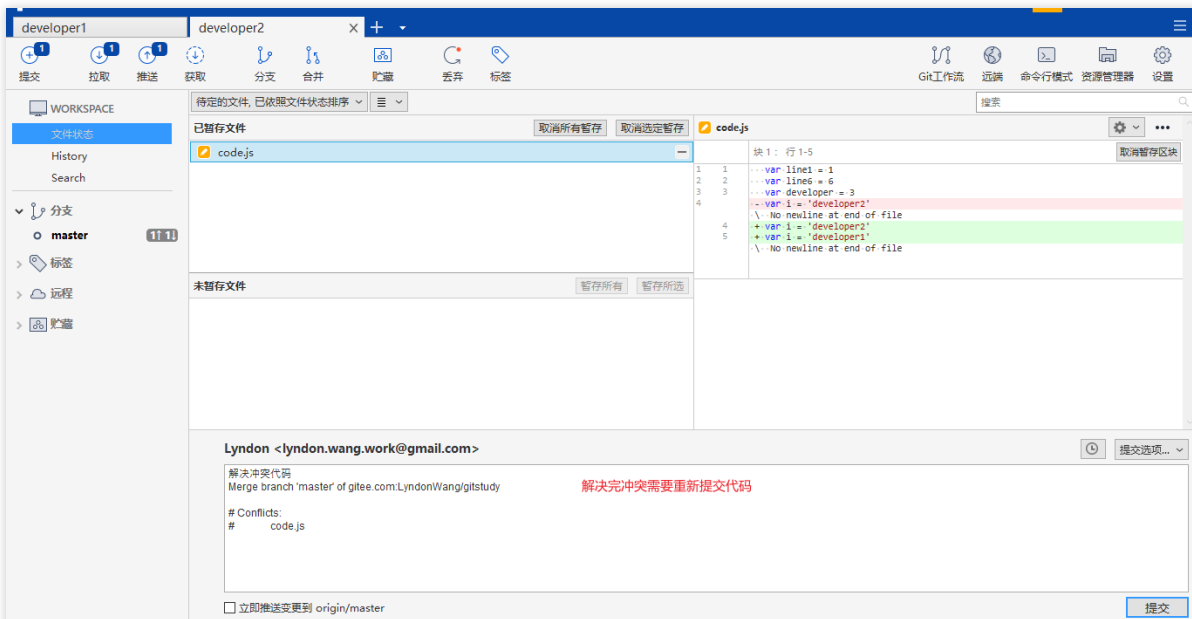 developer1
developer2
1 1 1
提交 拉取 推送 获取 分支 合并 贮藏 丢弃 标签 Git工作流 远端 命令行模式 资源管理器 设置
WORKSPACE
文件状态
History
Search
分支
master 1↑ 1↓
标签
远程
贮藏
待定的文件, 已依照文件状态排序
搜索
已暂存文件 取消所有暂存 取消选定暂存
code.js
未暂存文件 暂存所有 暂存所选
code.js
块 1： 行 1-5 取消暂存区块
1 1 var line1 = 1
2 2 var line6 = 6
3 3 var developer = 3
4 - var i = 'developer2'
\ No newline at end of file
4 + var i = 'developer2'
5 + var i = 'developer1'
\ No newline at end of file
Lyndon <lyndon.wang.work@gmail.com>
提交选项...
解决冲突代码
Merge branch 'master' of gitee.com:LyndonWang/gitstudy
解决完冲突需要重新提交代码
# Conflicts:
# code.js
立即推送变更到 origin/master
提交